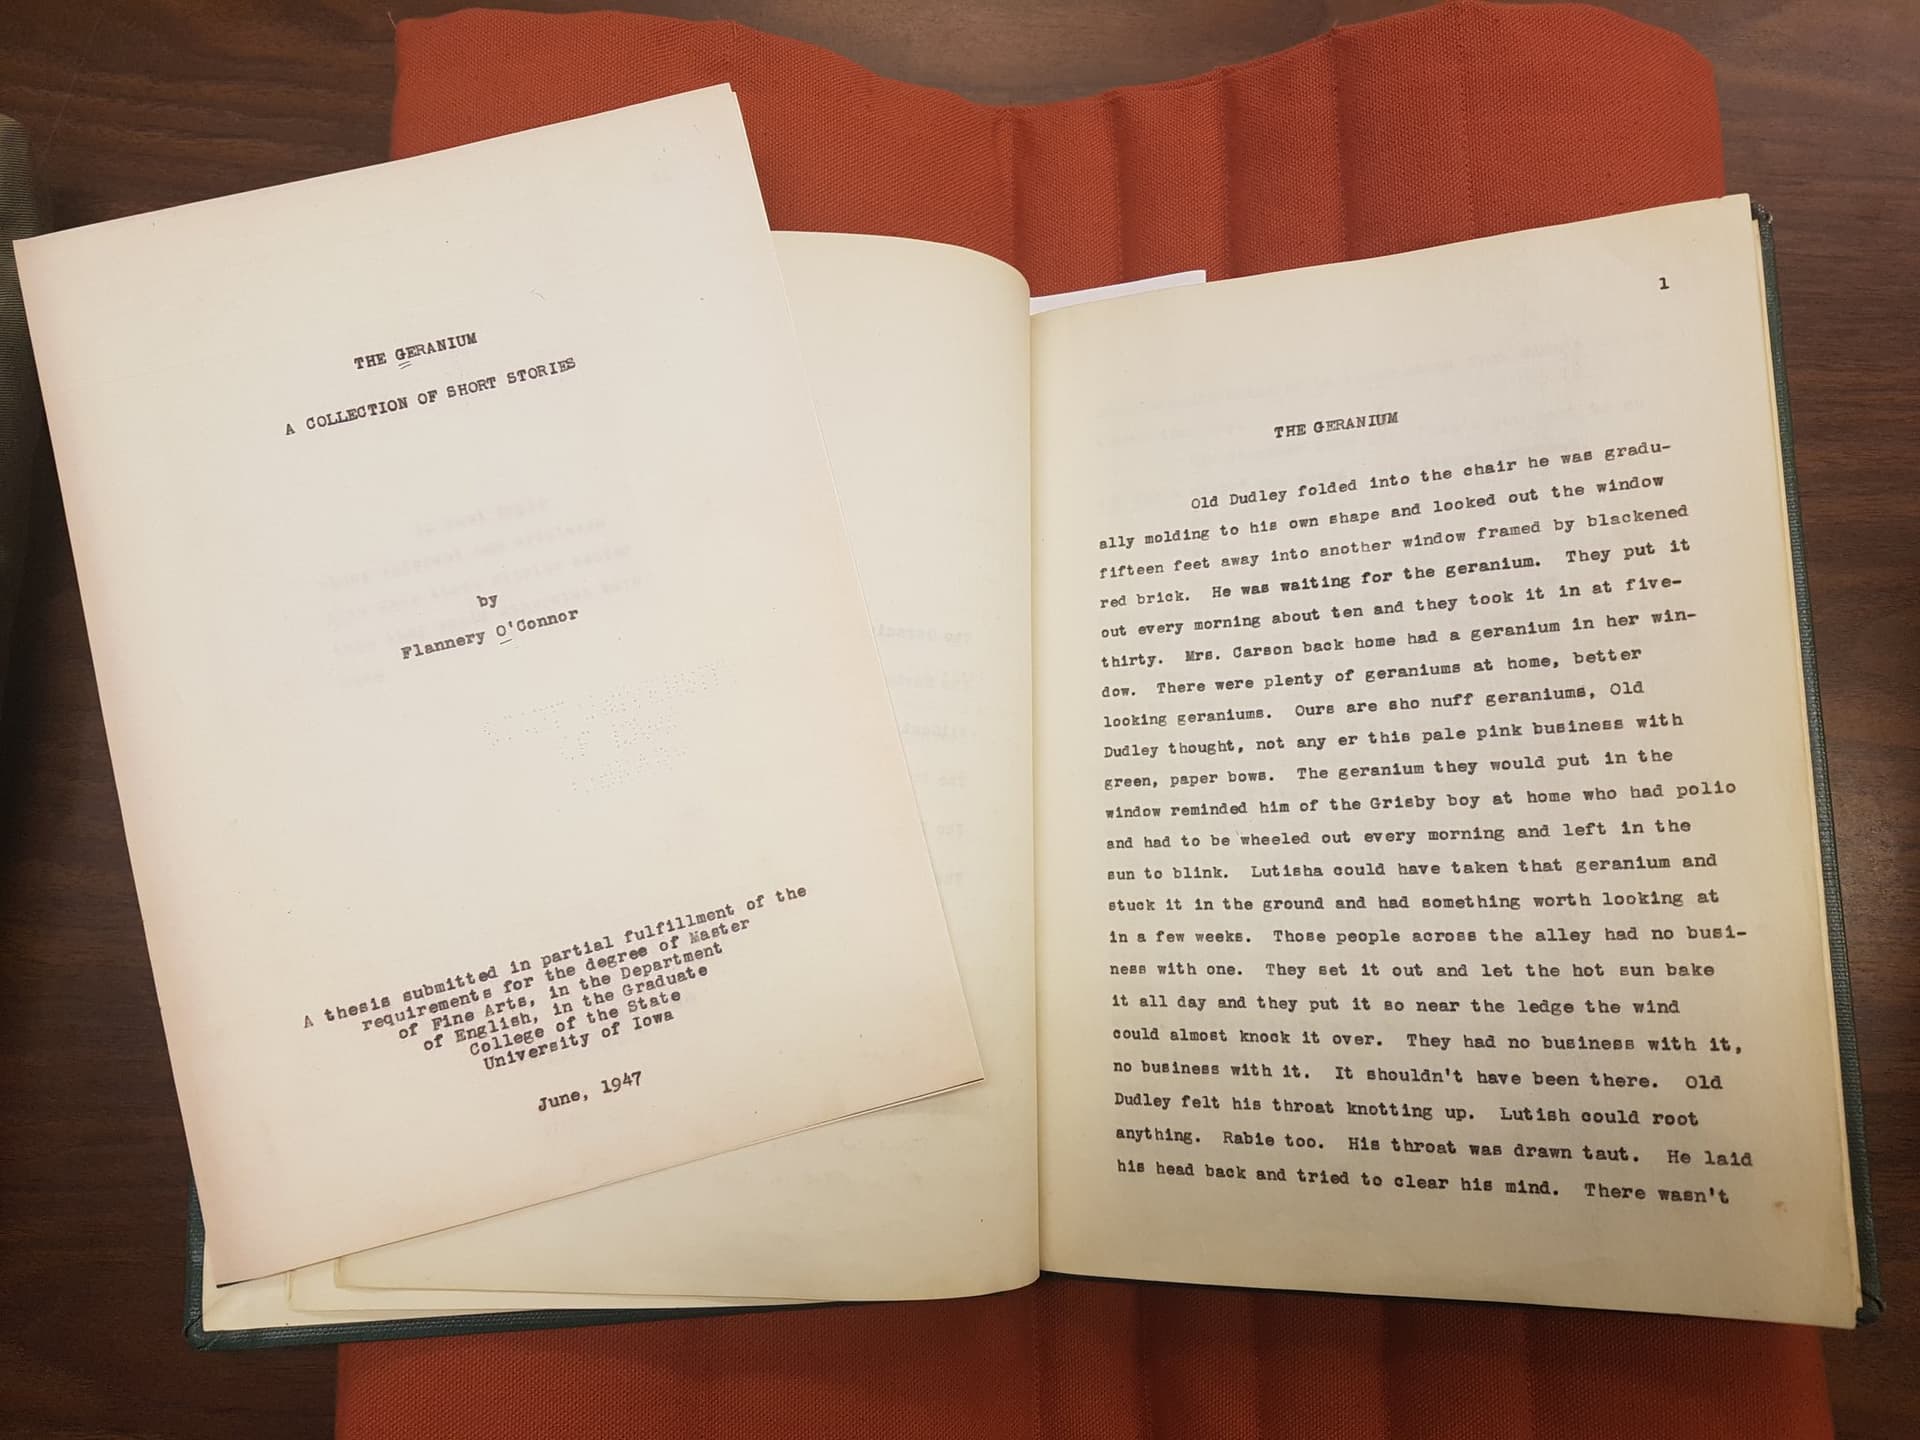 THE GERANIUM
A COLLECTION OF SHORT STORIES
by
Flannery O'Connor
A thesis submitted in partial fulfillment of the
requirements for the degree of Master
of Fine Arts, in the Department
of English, in the Graduate
College of the State
University of Iowa
June, 1947
1
THE GERANIUM
Old Dudley folded into the chair he was gradu-
ally molding to his own shape and looked out the window
fifteen feet away into another window framed by blackened
red brick. He was waiting for the geranium. They put it
out every morning about ten and they took it in at five-
thirty. Mrs. Carson back home had a geranium in her win-
dow. There were plenty of geraniums at home, better
looking geraniums. Ours are sho nuff geraniums, Old
Dudley thought, not any er this pale pink business with
green, paper bows. The geranium they would put in the
window reminded him of the Grisby boy at home who had polio
and had to be wheeled out every morning and left in the
sun to blink. Lutisha could have taken that geranium and
stuck it in the ground and had something worth looking at
in a few weeks. Those people across the alley had no busi-
ness with one. They set it out and let the hot sun bake
it all day and they put it so near the ledge the wind
could almost knock it over. They had no business with it,
no business with it. It shouldn't have been there. Old
Dudley felt his throat knotting up. Lutish could root
anything. Rabie too. His throat was drawn taut. He laid
his head back and tried to clear his mind. There wasn't